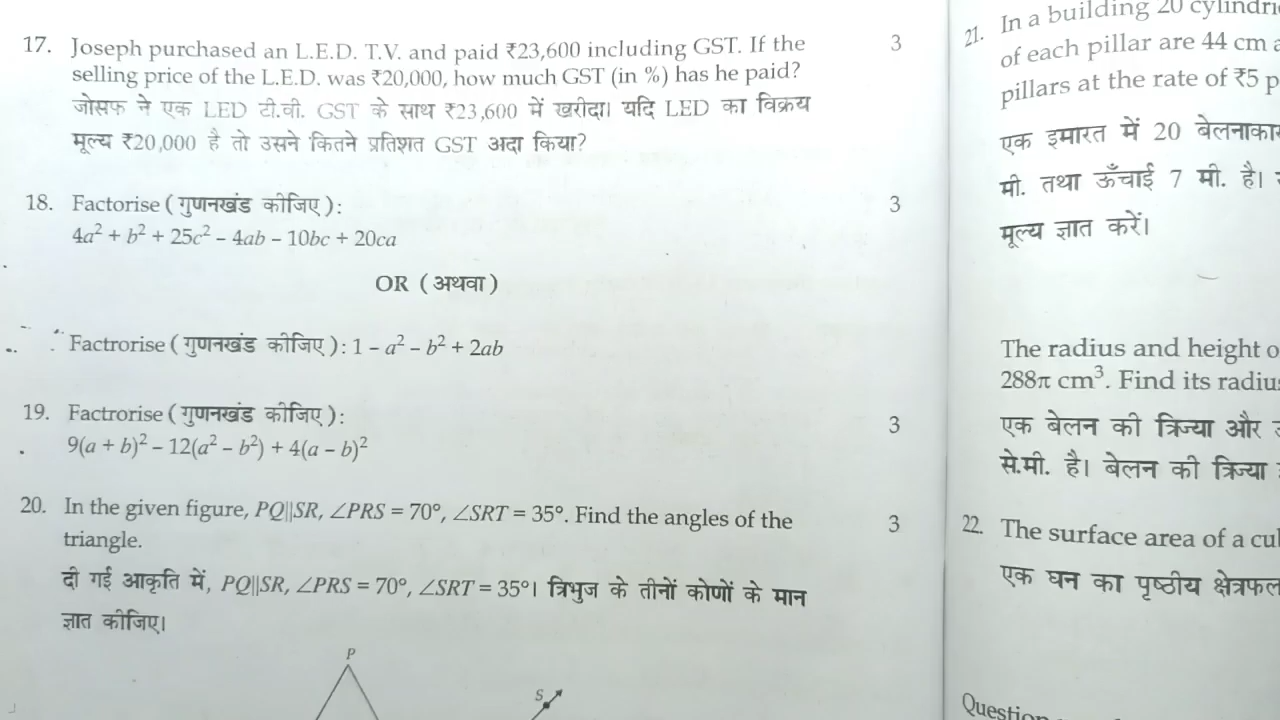 17. Joseph purchased an L.E.D. T.V. and paid ₹23,600 including GST. If the 3
selling price of the L.E.D. was ₹20,000, how much GST (in %) has he paid?
जोसफ ने एक LED टी.वी. GST के साथ ₹23,600 में खरीदा। यदि LED का विक्रय
मूल्य ₹20,000 है तो उसने कितने प्रतिशत GST अदा किया?
18. Factorise ( गुणनखंड कीजिए ) : 3
4a² + b² + 25c² – 4ab – 10bc + 20ca
OR ( अथवा )
Factrorise ( गुणनखंड कीजिए ) : 1 – a² – b² + 2ab
19. Factrorise ( गुणनखंड कीजिए ) : 3
9(a + b)² – 12(a² – b²) + 4(a – b)²
20. In the given figure, PQ||SR, ∠PRS = 70°, ∠SRT = 35°. Find the angles of the 3
triangle.
दी गई आकृति में, PQ||SR, ∠PRS = 70°, ∠SRT = 35°। त्रिभुज के तीनों कोणों के मान
ज्ञात कीजिए।
P
S
21. In a building 20
of each pillar are 44 cm
pillars at the rate of ₹5
एक इमारत में 20
मी. तथा ऊँचाई 7 मी. है।
मूल्य ज्ञात करें।
The radius and height
288π cm³. Find its
एक बेलन की त्रिज्या और
से.मी. है। बेलन की त्रिज्या
22. The surface area of a
एक घन का पृष्ठीय